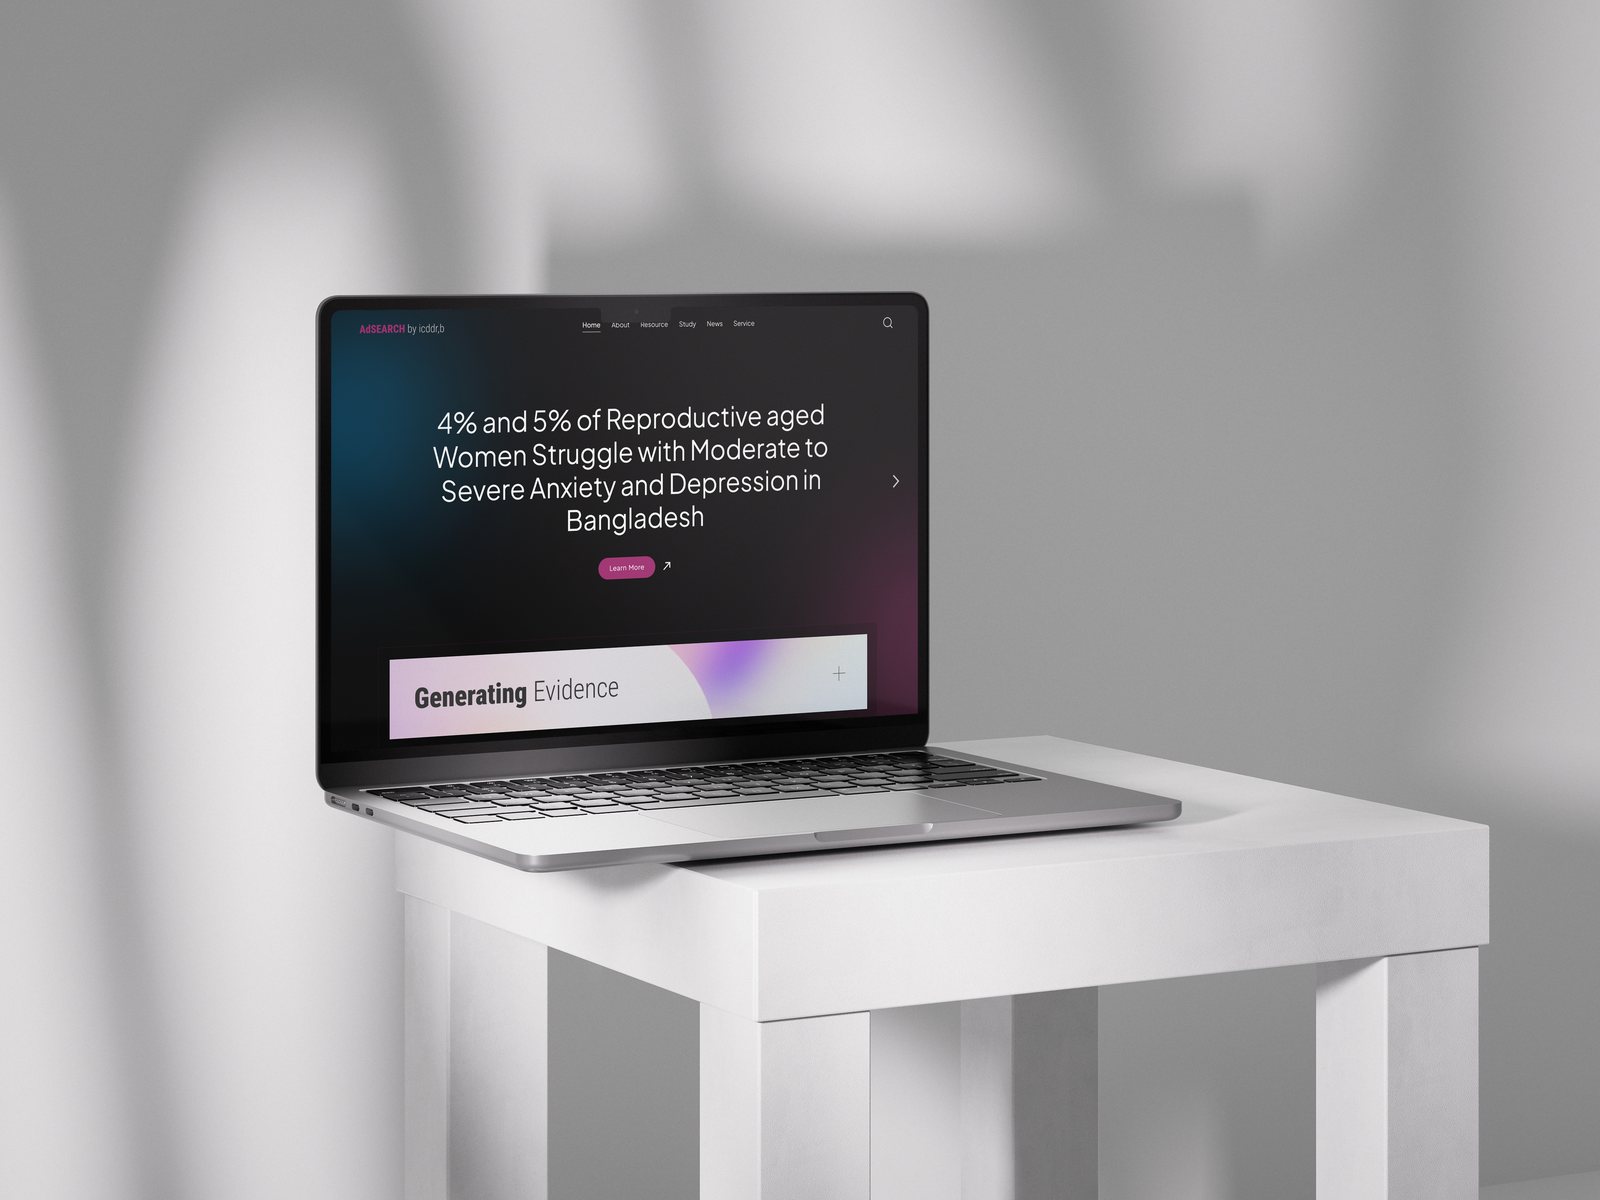 AdSEARCH by icddr,b
Home About Resource Study News Service
4% and 5% of Reproductive aged
Women Struggle with Moderate to
Severe Anxiety and Depression in
Bangladesh
Learn More
Generating Evidence